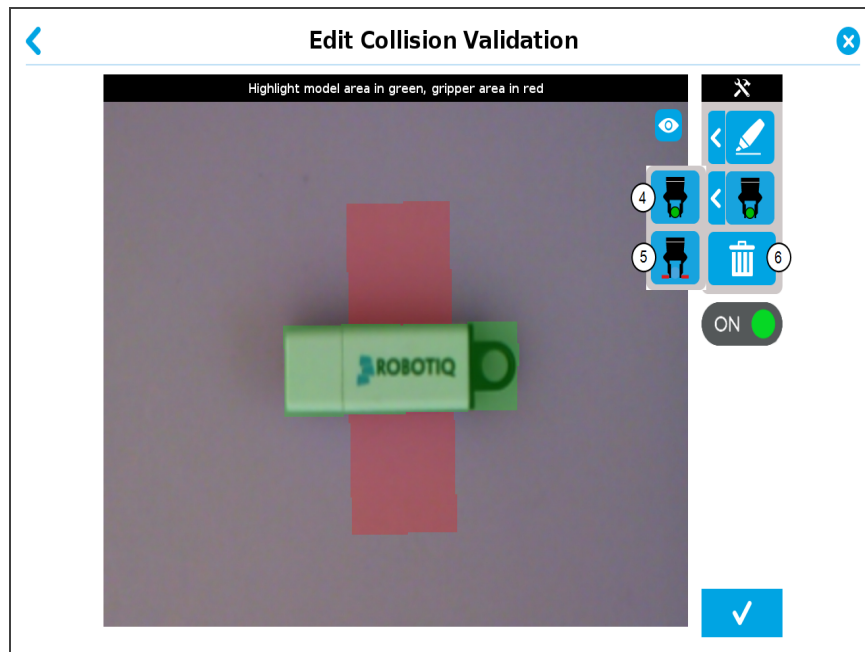 Edit Collision Validation
Highlight model area in green, gripper area in red
4
5
6
ON
ROBOTIQ